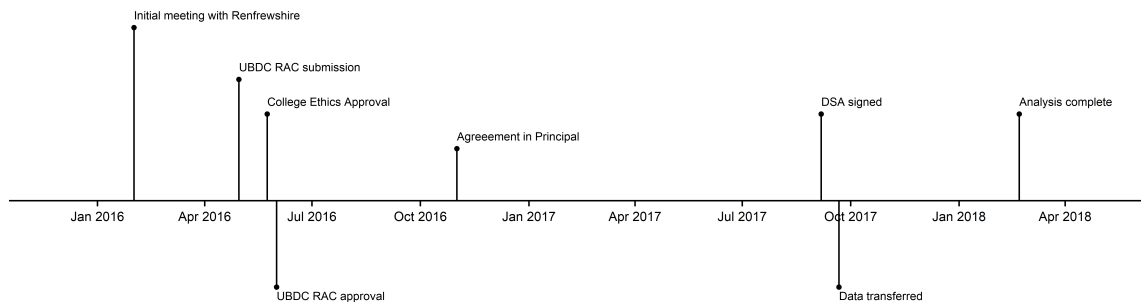 Initial meeting with Renfrewshire
UBDC RAC submission
College Ethics Approval
DSA signed
Analysis complete
Agreeement in Principal
Jan 2016
Apr 2016
Jul 2016
Oct 2016
Jan 2017
Apr 2017
Jul 2017
Oct 2017
Jan 2018
Apr 2018
UBDC RAC approval
Data transferred